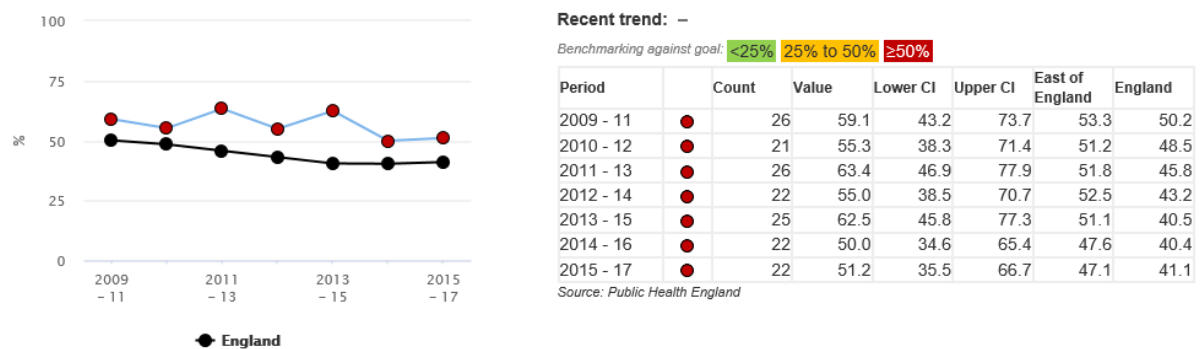 100
75
50
25
0
%
2009 2011 2013 2015
– 11 – 13 – 15 – 17
England
Recent trend: –
Benchmarking against goal: <25% 25% to 50% ≥50%
Period Count Value Lower CI Upper CI East of England England
2009 - 11 26 59.1 43.2 73.7 53.3 50.2
2010 - 12 21 55.3 38.3 71.4 51.2 48.5
2011 - 13 26 63.4 46.9 77.9 51.8 45.8
2012 - 14 22 55.0 38.5 70.7 52.5 43.2
2013 - 15 25 62.5 45.8 77.3 51.1 40.5
2014 - 16 22 50.0 34.6 65.4 47.6 40.4
2015 - 17 22 51.2 35.5 66.7 47.1 41.1
Source: Public Health England